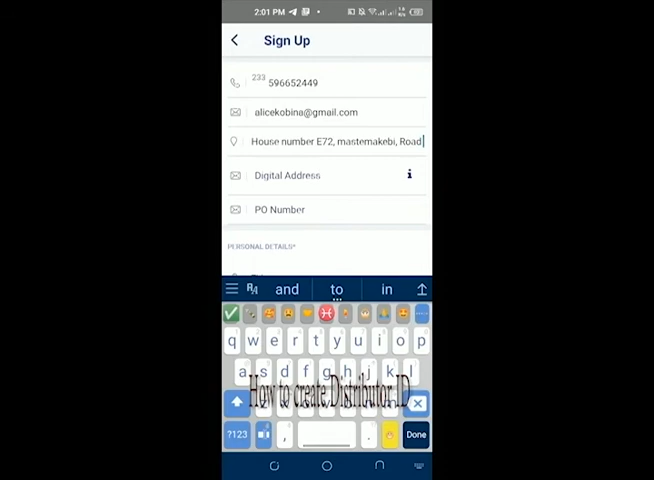 2:01 PM
Sign Up
233 596652449
alicekobina@gmail.com
House number E72, mastemakebi, Road
Digital Address
PO Number
PERSONAL DETAILS*
and to in
q w e r t y u i o p
a s d f g h j k l
How to create Distributor ID
?123 , . Done